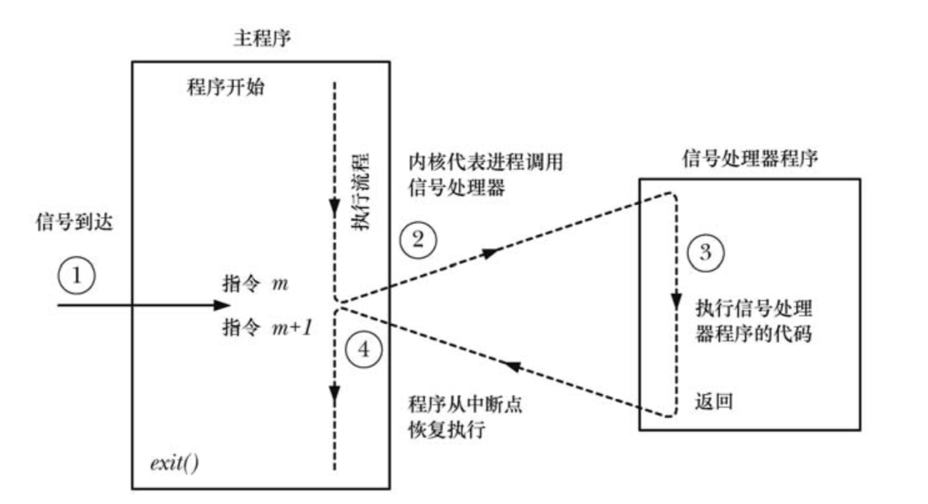 主程序
程序开始
执行流程
内核代表进程调用
信号处理器
信号处理器程序
信号到达
①
②
③
指令 m
指令 m+1
执行信号处理
器程序的代码
④
程序从中断点
恢复执行
返回
exit()